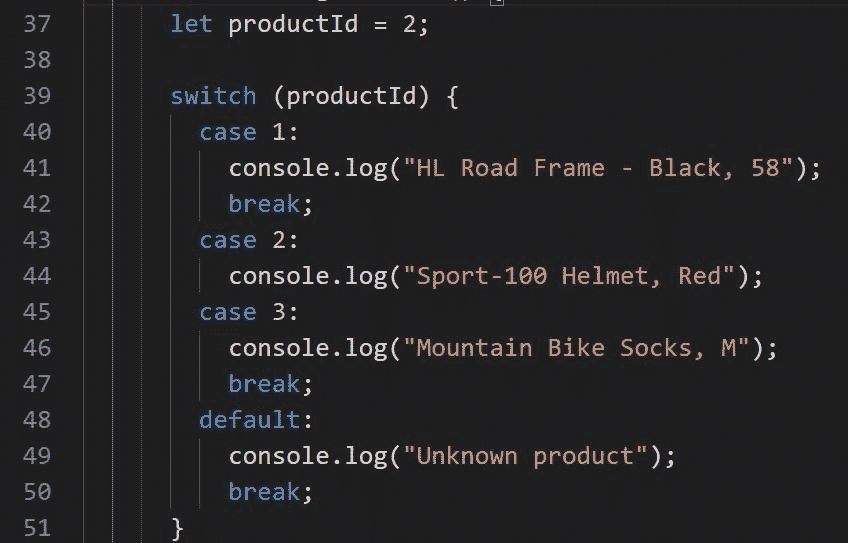 37 let productId = 2;
38
39 switch (productId) {
40 case 1:
41 console.log("HL Road Frame - Black, 58");
42 break;
43 case 2:
44 console.log("Sport-100 Helmet, Red");
45 case 3:
46 console.log("Mountain Bike Socks, M");
47 break;
48 default:
49 console.log("Unknown product");
50 break;
51 }